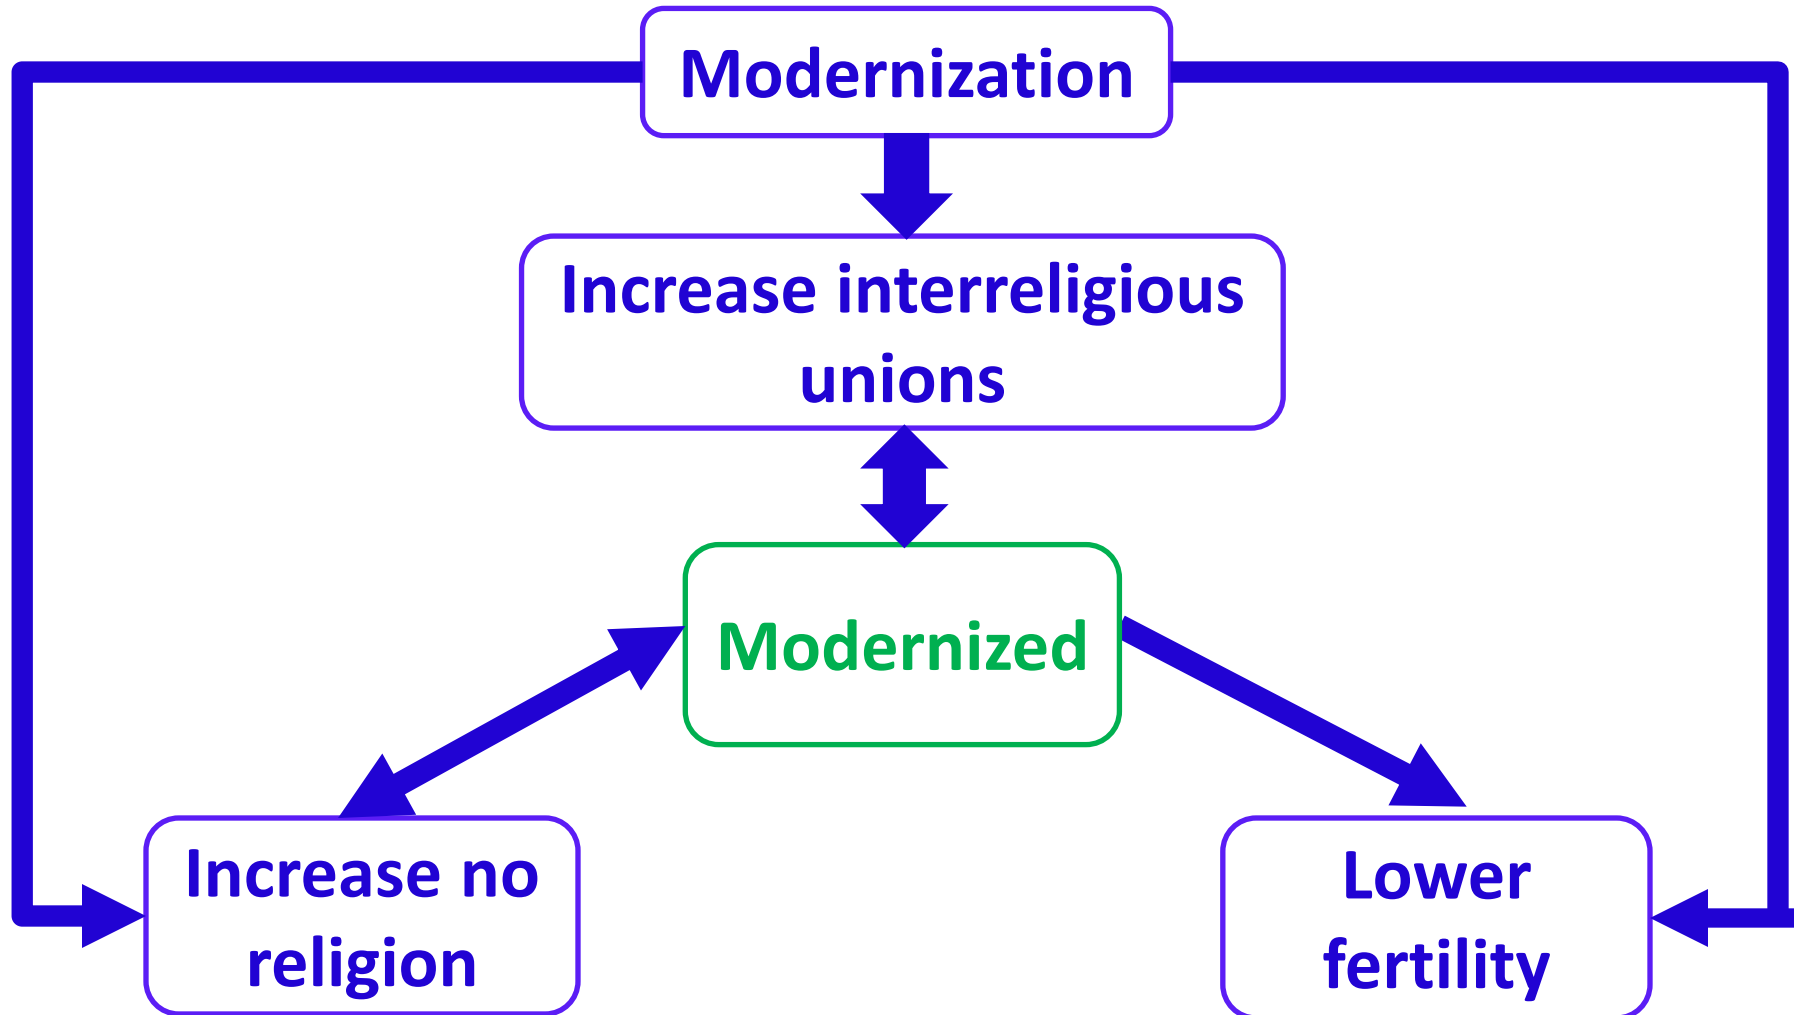 Modernization
Increase interreligious
unions
Modernized
Increase no
religion
Lower
fertility